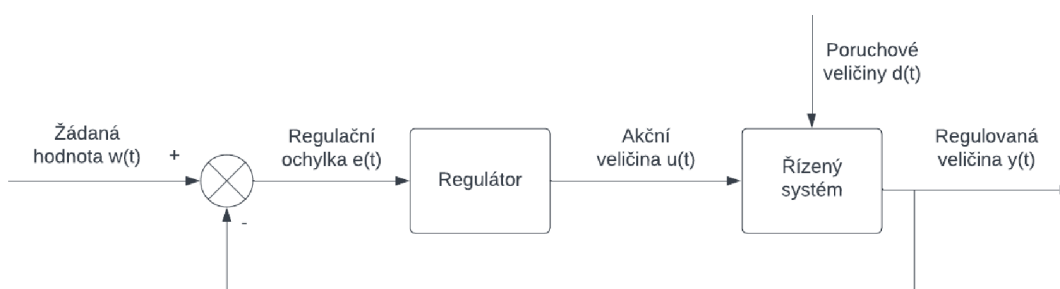 Poruchové
veličiny d(t)
Žádaná
hodnota w(t)
+
Regulační
ochylka e(t)
Akční
veličina u(t)
Regulovaná
veličina y(t)
Regulátor
Řízený
systém
-